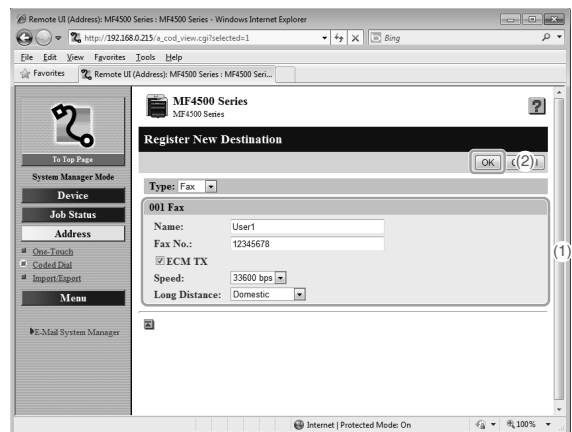 Remote UI (Address): MF4500 Series : MF4500 Series - Windows Internet Explorer
http://192.168.0.215/a_cod_view.cgi?selected=1
Bing
File Edit View Favorites Tools Help
Favorites
Remote UI (Address): MF4500 Series : MF4500 Seri...
MF4500 Series
MF4500 Series
Register New Destination
To Top Page
OK
(2)
System Manager Mode
Type: Fax
Device
001 Fax
Job Status
Name: User1
Address
Fax No.: 12345678
(1)
One-Touch
ECM TX
Coded Dial
Speed: 33600 bps
Import/Export
Long Distance: Domestic
Menu
E-Mail System Manager
Internet | Protected Mode: On
100%